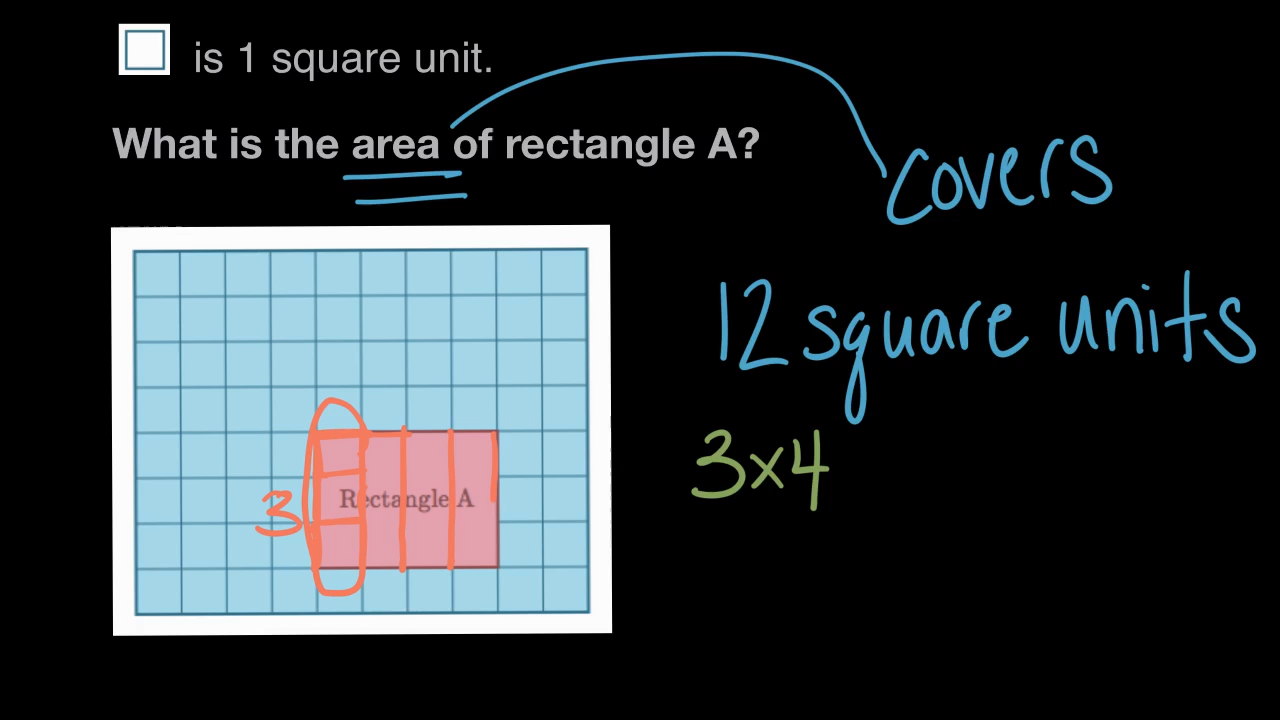 is 1 square unit.
What is the area of rectangle A?
covers
12 square units
3x4
3
Rectangle A